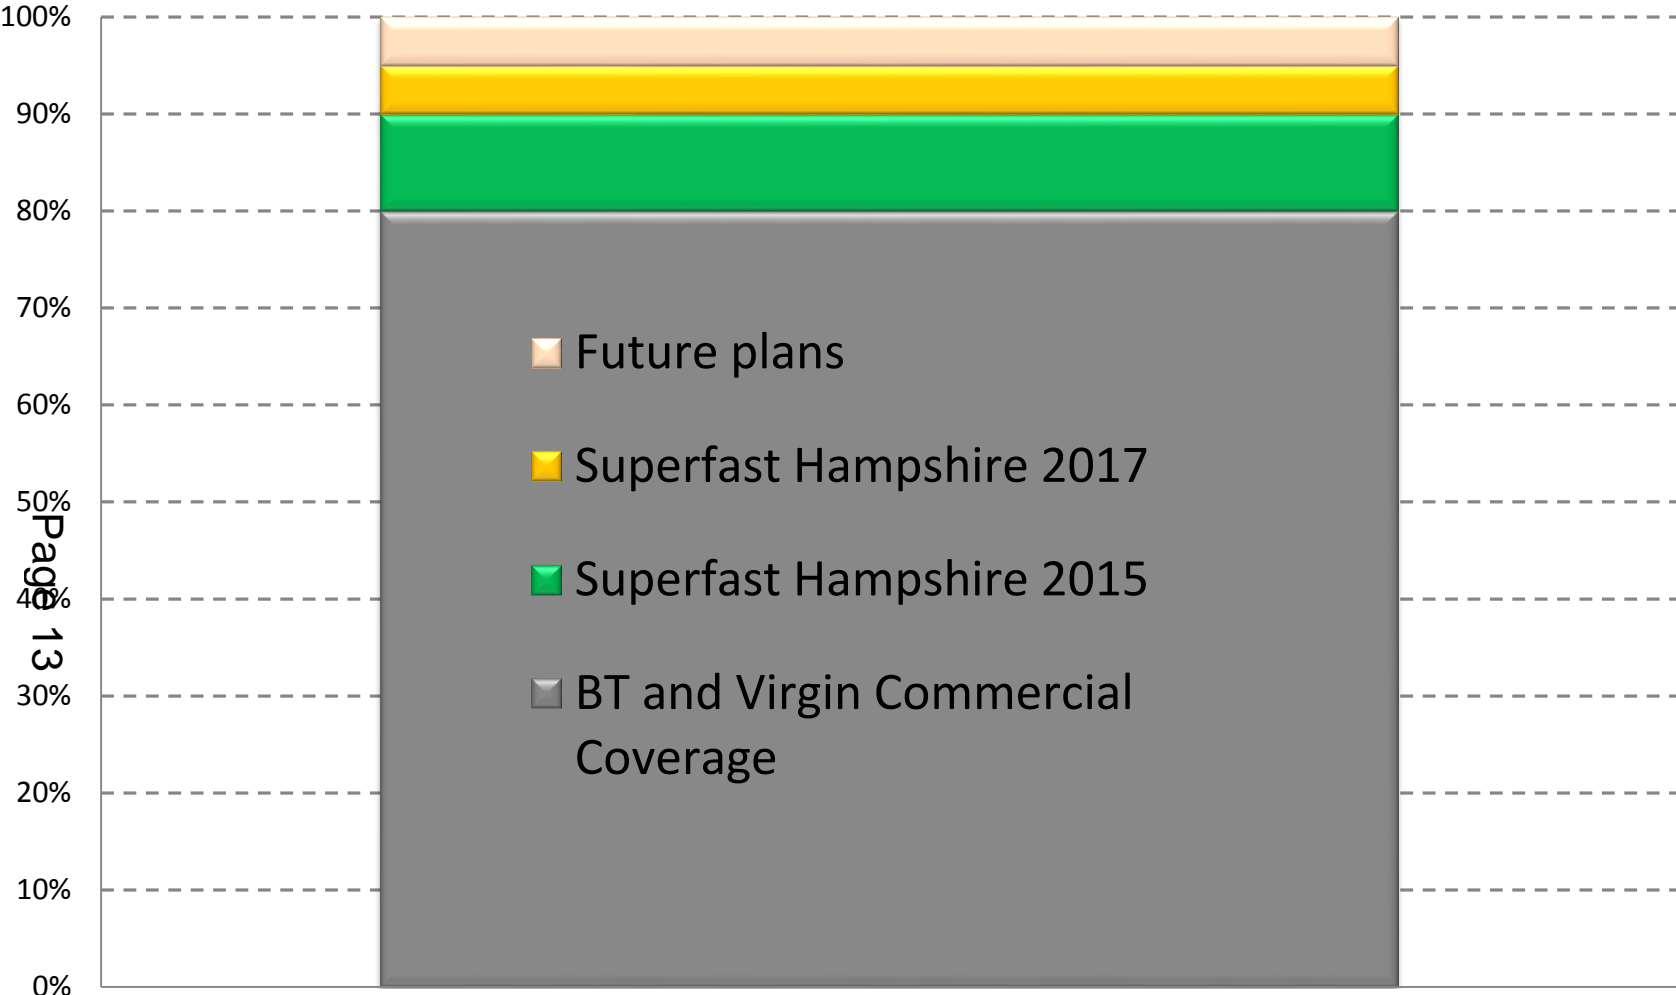 100%
90%
80%
70%
60%
50%
40%
30%
20%
10%
0%
Page 13
Future plans
Superfast Hampshire 2017
Superfast Hampshire 2015
BT and Virgin Commercial
Coverage